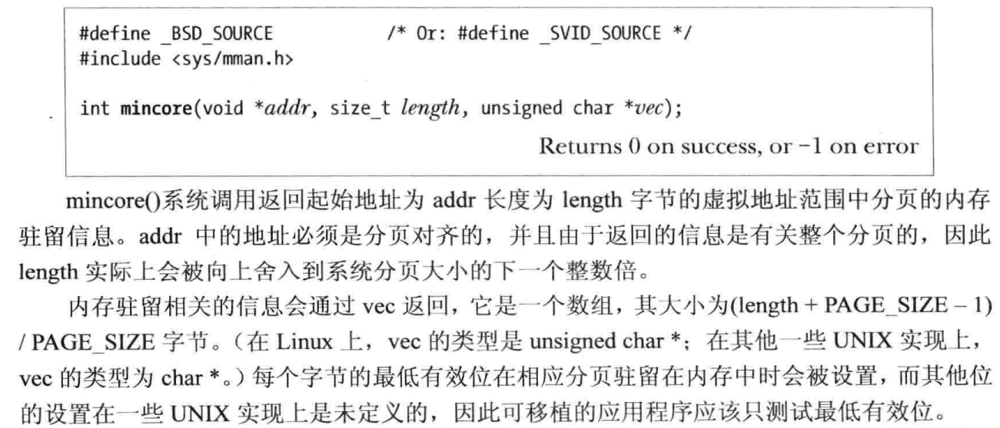 #define _BSD_SOURCE /* Or: #define _SVID_SOURCE */
#include <sys/mman.h>
int mincore(void *addr, size_t length, unsigned char *vec);
Returns 0 on success, or −1 on error
mincore()系统调用返回起始地址为 addr 长度为 length 字节的虚拟地址范围中分页的内存
驻留信息。addr 中的地址必须是分页对齐的，并且由于返回的信息是有关整个分页的，因此
length 实际上会被向上舍入到系统分页大小的下一个整数倍。
内存驻留相关的信息会通过 vec 返回，它是一个数组，其大小为(length + PAGE_SIZE – 1)
/ PAGE_SIZE 字节。（在 Linux 上，vec 的类型是 unsigned char *；在其他一些 UNIX 实现上，
vec 的类型为 char *。）每个字节的最低有效位在相应分页驻留在内存中时会被设置，而其他位
的设置在一些 UNIX 实现上是未定义的，因此可移植的应用程序应该只测试最低有效位。